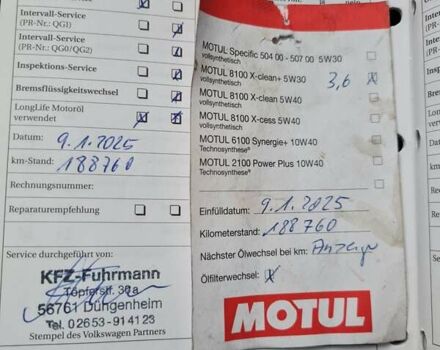 Intervall-Service
(PR-Nr.: QG1)
Intervall-Service
(PR-Nr.: QG0/QG2)
Inspektions-Service
Bremsflüssigkeitswechsel
LongLife Motoröl
verwendet
Datum:
9.1.2025
km-Stand: 188760
Rechnungsnummer:
Reparaturempfehlung
Service durchgeführt von:
KFZ-Fuhrmann
Töpferstr. 30a
56761 Düngenheim
Tel. 02653-914123
Stempel des Volkswagen Partners
MOTUL Specific 504 00 - 507 00 5W30
vollsynthetisch
MOTUL 8100 X-clean+ 5W30 3,6 x
vollsynthetisch
MOTUL 8100 X-clean 5W40
vollsynthetisch
MOTUL 8100 X-cess 5W40
vollsynthetisch
MOTUL 6100 Synergie+ 10W40
Technosynthese®
MOTUL 2100 Power Plus 10W40
Technosynthese®
Einfülldatum: 9.1.2025
Kilometerstand: 188760
Nächster Ölwechsel bei km: Anzeige
Ölfilterwechsel: x
MOTUL